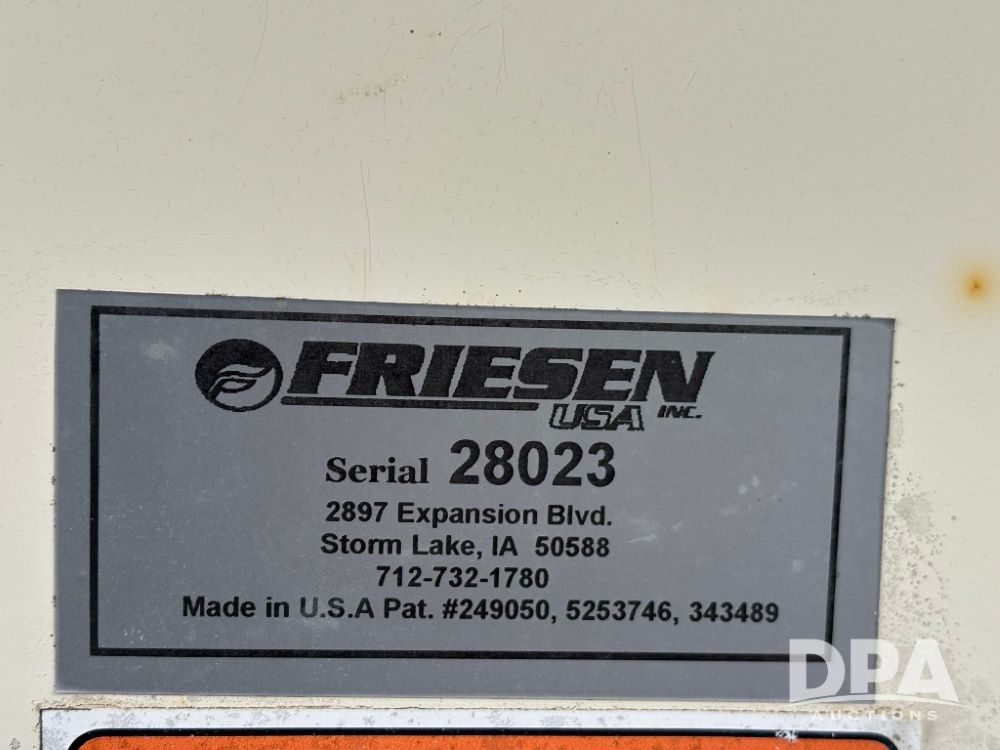 FRIESEN
USA INC.
Serial 28023
2897 Expansion Blvd.
Storm Lake, IA 50588
712-732-1780
Made in U.S.A Pat. #249050, 5253746, 343489
DPA
AUCTIONS